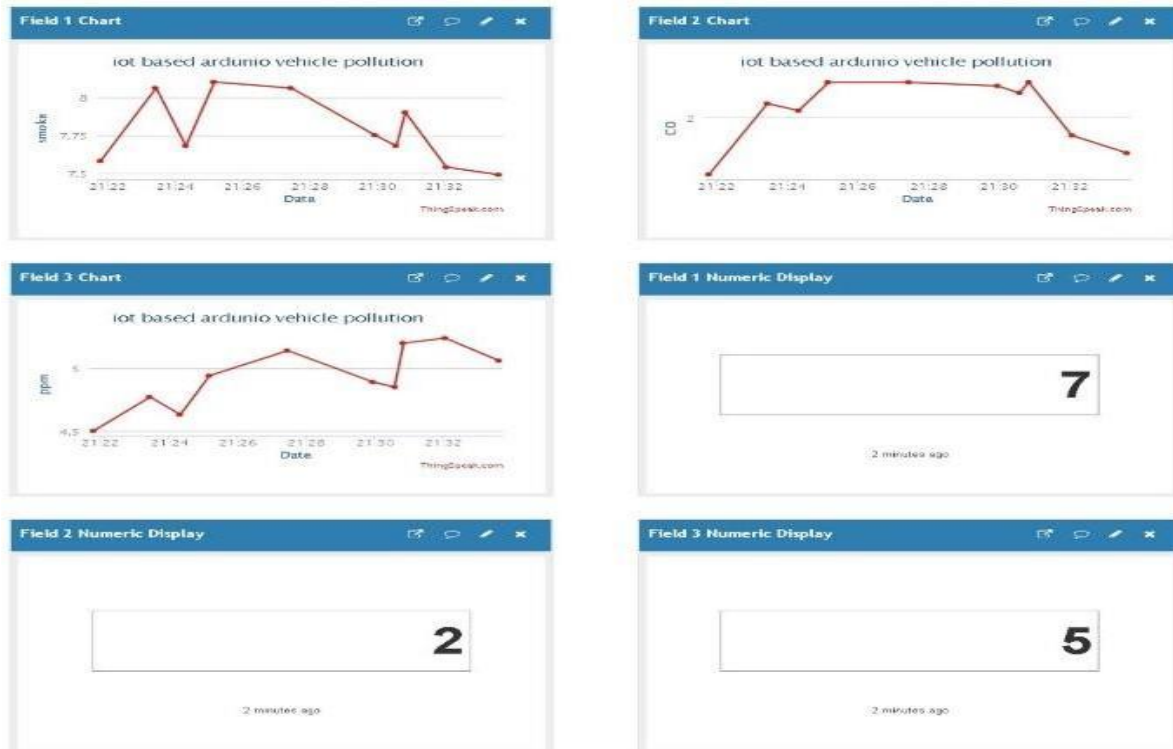 Field 1 Chart
iot based ardunio vehicle pollution
smoke
8
7.75
7.5
21:22 21:24 21:26 21:28 21:30 21:32
Date
ThingSpeak.com
Field 2 Chart
iot based ardunio vehicle pollution
CO
2
21:22 21:24 21:26 21:28 21:30 21:32
Date
ThingSpeak.com
Field 3 Chart
iot based ardunio vehicle pollution
ppm
5
4.5
21:22 21:24 21:26 21:28 21:30 21:32
Date
ThingSpeak.com
Field 1 Numeric Display
7
2 minutes ago
Field 2 Numeric Display
2
2 minutes ago
Field 3 Numeric Display
5
2 minutes ago